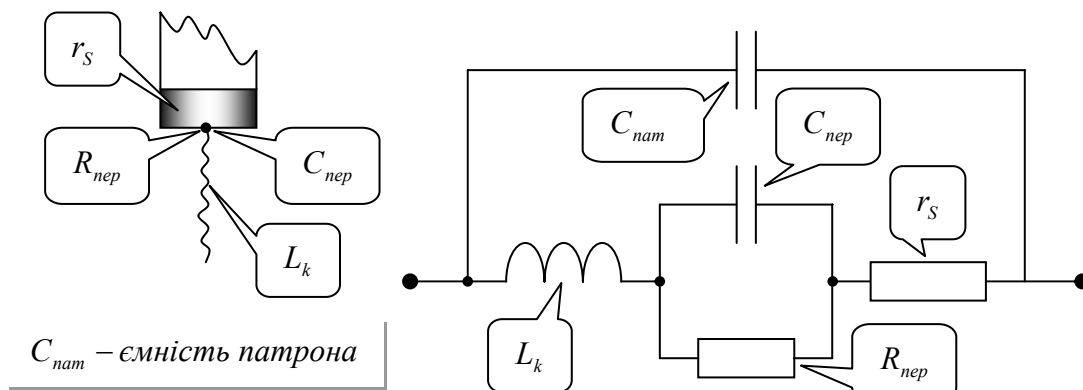 r_S
R_пер
C_пер
L_k
C_пат – ємність патрона
C_пат
C_пер
r_S
L_k
R_пер